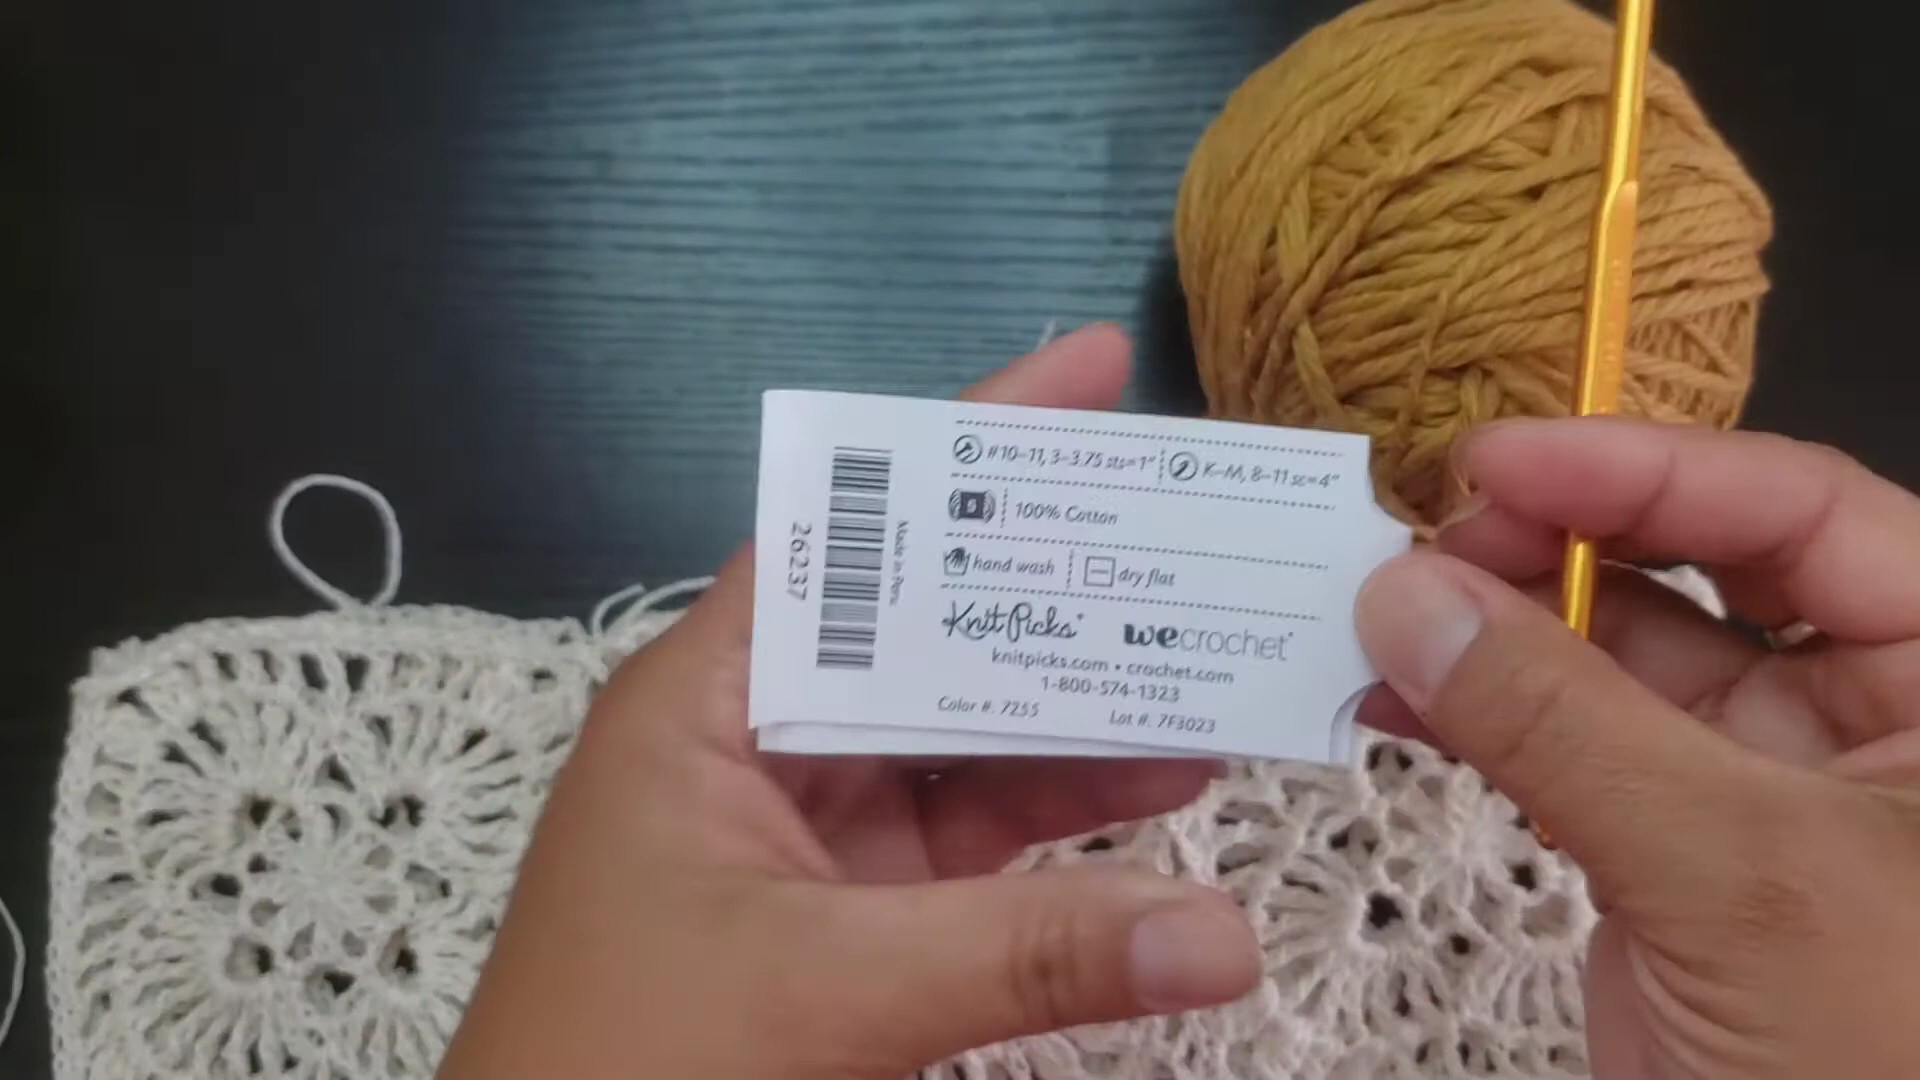 #10–11, 3–3.75 sts=1" K–M, 8–11 sc=4"
5 100% Cotton
hand wash dry flat
KnitPicks® wecrochet®
knitpicks.com • crochet.com
1-800-574-1323
Color #. 7255 Lot #. 7F3023
Made in Peru
26237